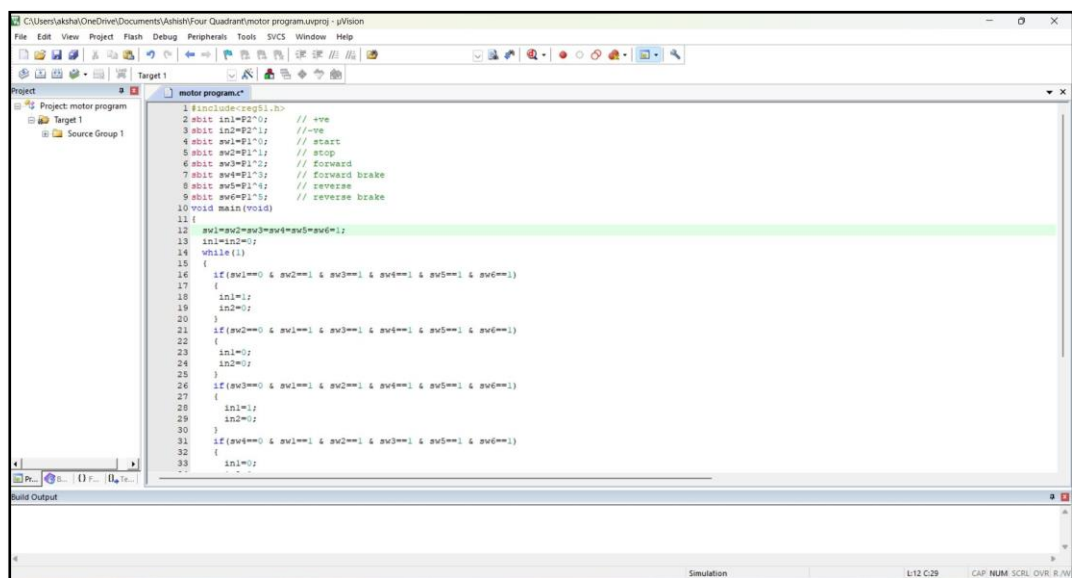 C:\Users\aksha\OneDrive\Documents\Ashish\Four Quadrant\motor program.uvproj - µVision
File Edit View Project Flash Debug Peripherals Tools SVCS Window Help
Target 1
Project
motor program.c*
Project: motor program
Target 1
Source Group 1
1 #include<reg51.h>
2 sbit in1=P2^0; // +ve
3 sbit in2=P2^1; //-ve
4 sbit sw1=P1^0; // start
5 sbit sw2=P1^1; // stop
6 sbit sw3=P1^2; // forward
7 sbit sw4=P1^3; // forward brake
8 sbit sw5=P1^4; // reverse
9 sbit sw6=P1^5; // reverse brake
10 void main(void)
11 {
12 sw1=sw2=sw3=sw4=sw5=sw6=1;
13 in1=in2=0;
14 while(1)
15 {
16 if(sw1==0 & sw2==1 & sw3==1 & sw4==1 & sw5==1 & sw6==1)
17 {
18 in1=1;
19 in2=0;
20 }
21 if(sw2==0 & sw1==1 & sw3==1 & sw4==1 & sw5==1 & sw6==1)
22 {
23 in1=0;
24 in2=0;
25 }
26 if(sw3==0 & sw1==1 & sw2==1 & sw4==1 & sw5==1 & sw6==1)
27 {
28 in1=1;
29 in2=0;
30 }
31 if(sw4==0 & sw1==1 & sw2==1 & sw3==1 & sw5==1 & sw6==1)
32 {
33 in1=0;
Pr... B... {} F... Te...
Build Output
Simulation L:12 C:29 CAP NUM SCRL OVR R/W